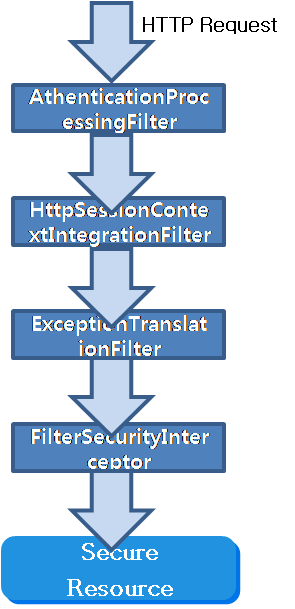 HTTP Request
AthenticationProc
essingFilter
HttpSessionConte
xtIntegrationFilter
ExceptionTranslat
ionFilter
FilterSecurityInter
ceptor
Secure
Resource